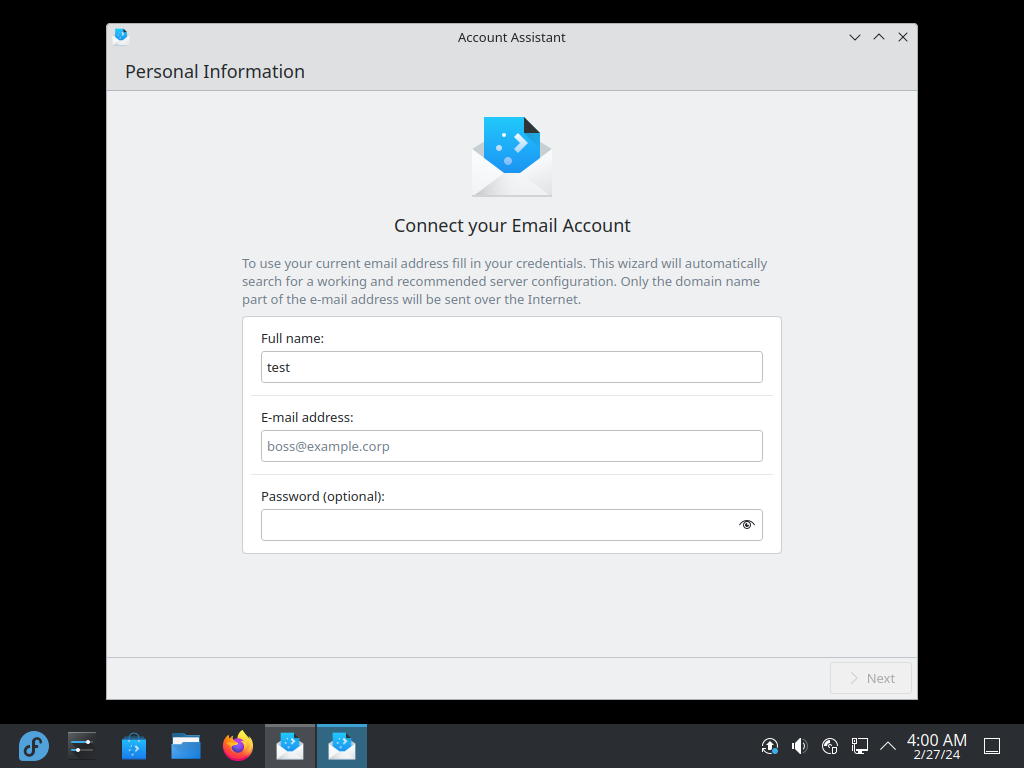 Account Assistant
Personal Information
Connect your Email Account
To use your current email address fill in your credentials. This wizard will automatically
search for a working and recommended server configuration. Only the domain name
part of the e-mail address will be sent over the Internet.
Full name:
test
E-mail address:
boss@example.corp
Password (optional):
Next
4:00 AM
2/27/24